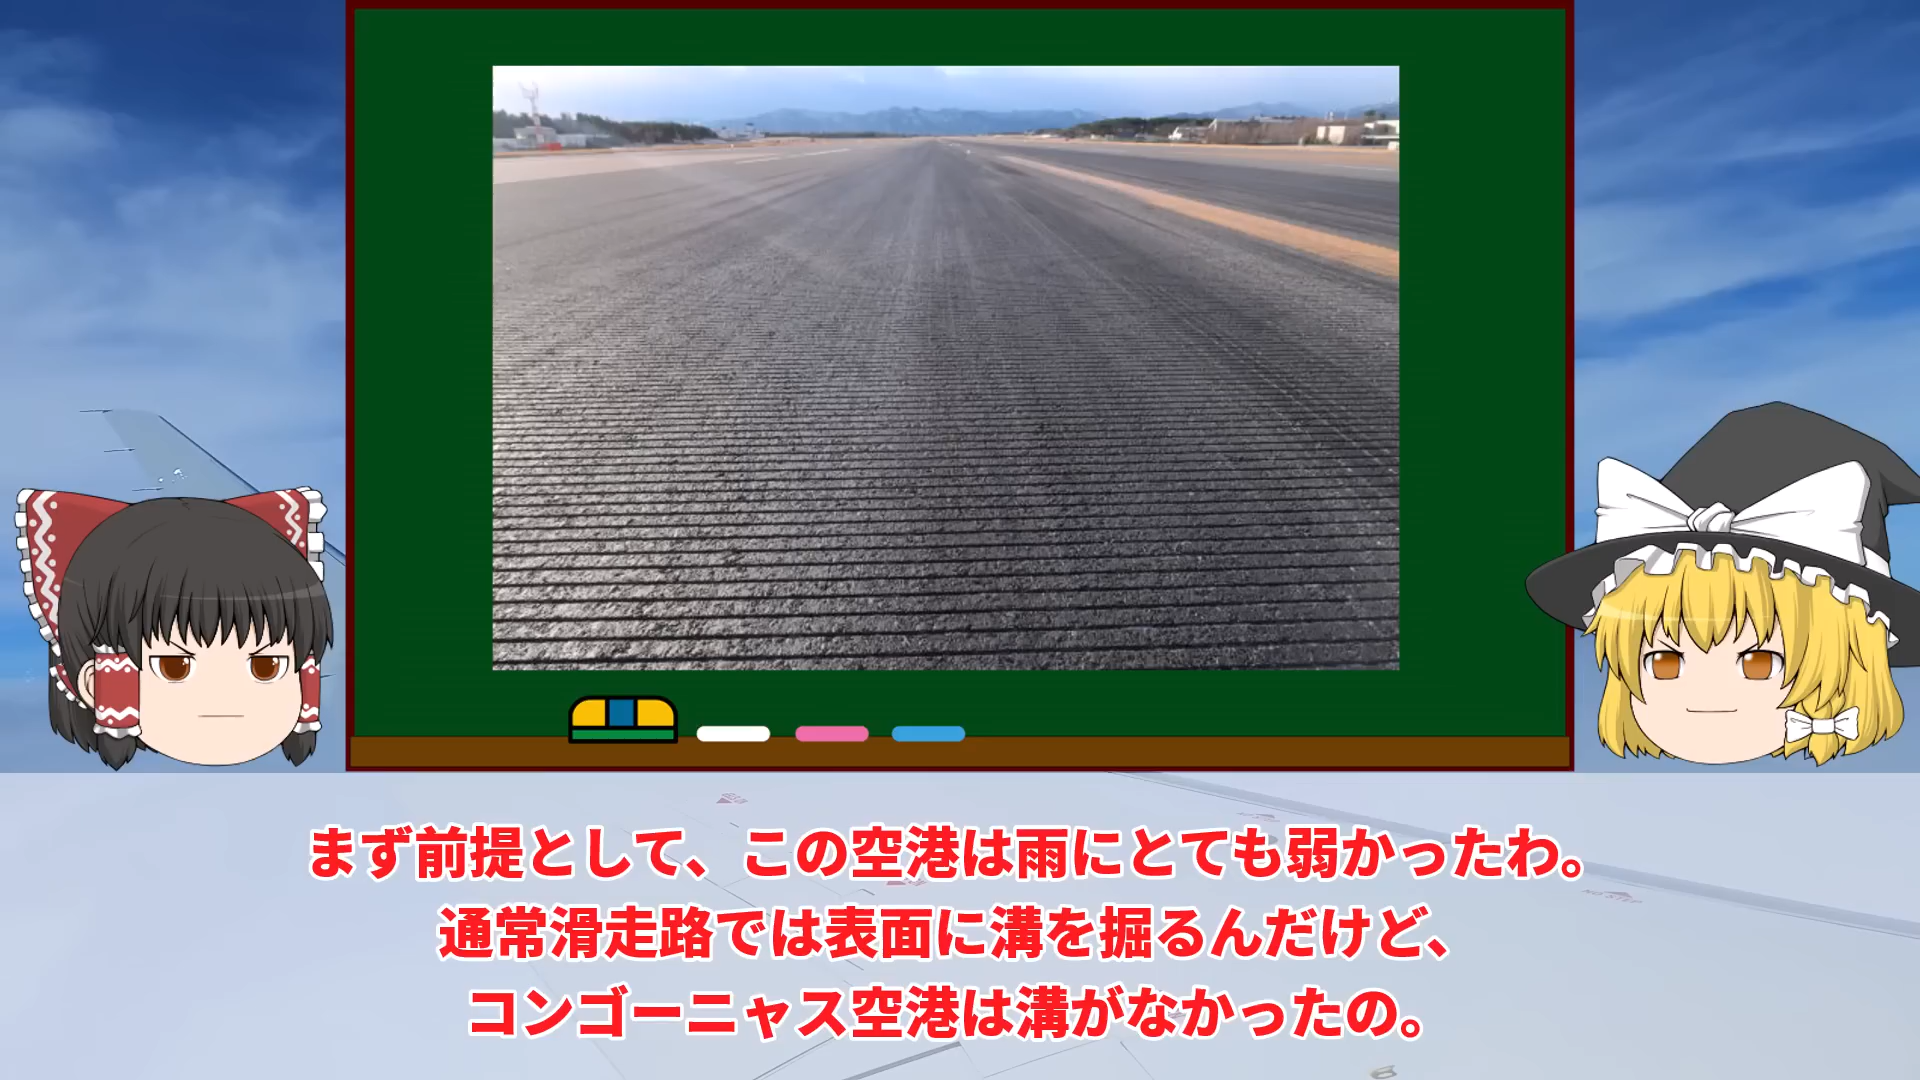 まず前提として、この空港は雨にとても弱かったわ。
通常滑走路では表面に溝を掘るんだけど、
コンゴーニャス空港は溝がなかったの。